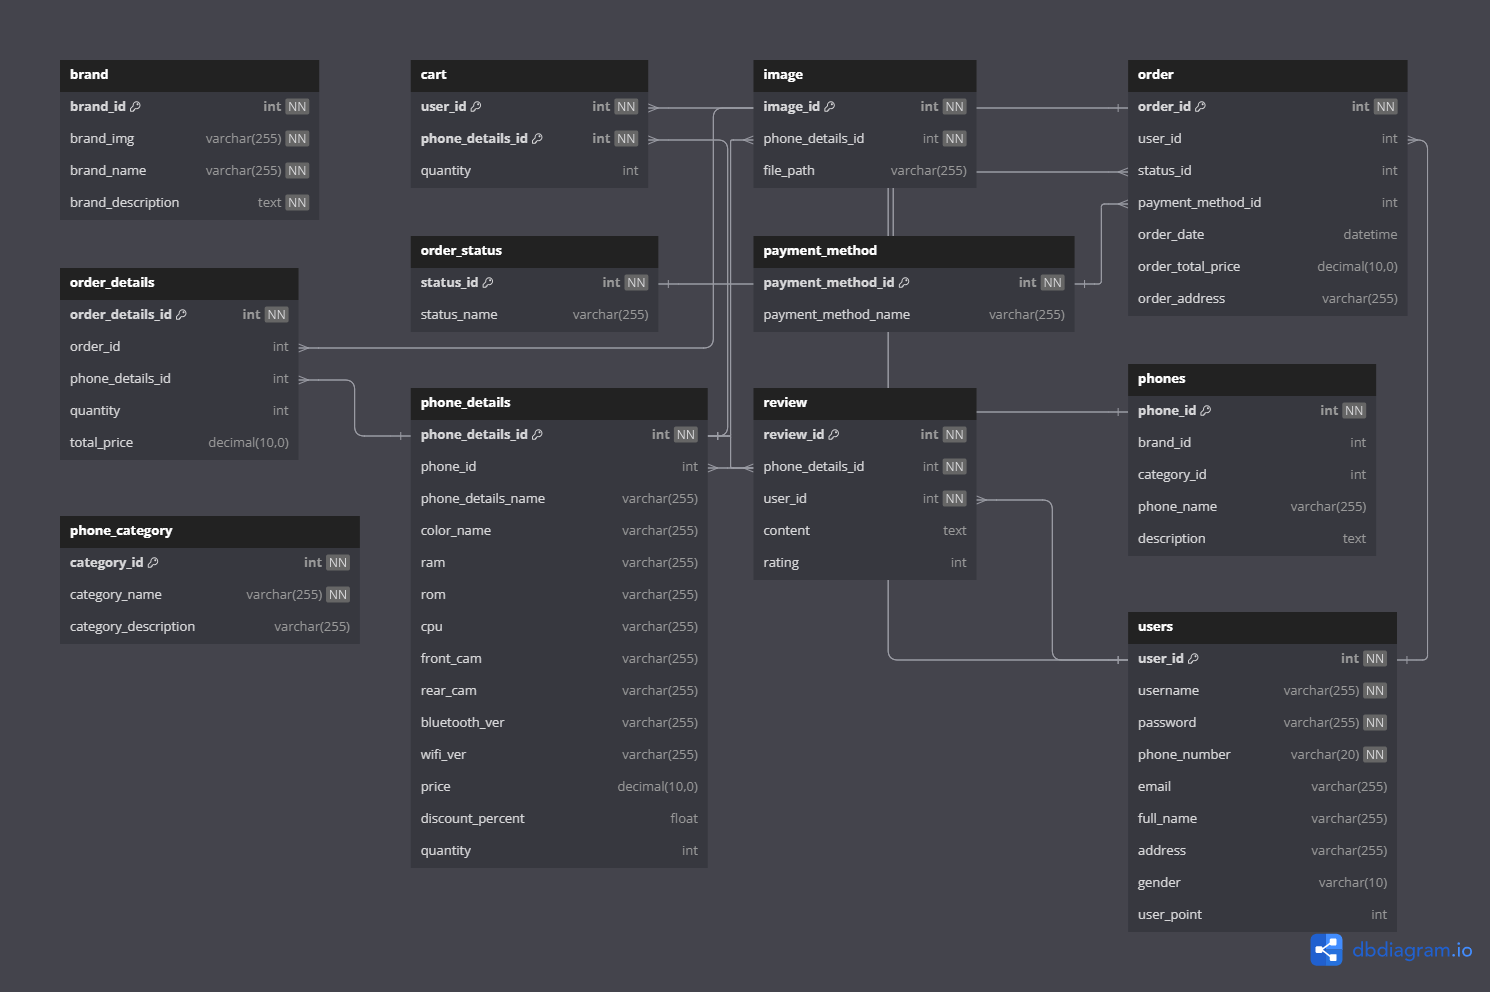 brand
brand_id int NN
brand_img varchar(255) NN
brand_name varchar(255) NN
brand_description text NN
cart
user_id int NN
phone_details_id int NN
quantity int
image
image_id int NN
phone_details_id int NN
file_path varchar(255)
order
order_id int NN
user_id int
status_id int
payment_method_id int
order_date datetime
order_total_price decimal(10,0)
order_address varchar(255)
order_status
status_id int NN
status_name varchar(255)
payment_method
payment_method_id int NN
payment_method_name varchar(255)
order_details
order_details_id int NN
order_id int
phone_details_id int
quantity int
total_price decimal(10,0)
phone_details
phone_details_id int NN
phone_id int
phone_details_name varchar(255)
color_name varchar(255)
ram varchar(255)
rom varchar(255)
cpu varchar(255)
front_cam varchar(255)
rear_cam varchar(255)
bluetooth_ver varchar(255)
wifi_ver varchar(255)
price decimal(10,0)
discount_percent float
quantity int
review
review_id int NN
phone_details_id int NN
user_id int NN
content text
rating int
phones
phone_id int NN
brand_id int
category_id int
phone_name varchar(255)
description text
phone_category
category_id int NN
category_name varchar(255) NN
category_description varchar(255)
users
user_id int NN
username varchar(255) NN
password varchar(255) NN
phone_number varchar(20) NN
email varchar(255)
full_name varchar(255)
address varchar(255)
gender varchar(10)
user_point int
dbdiagram.io